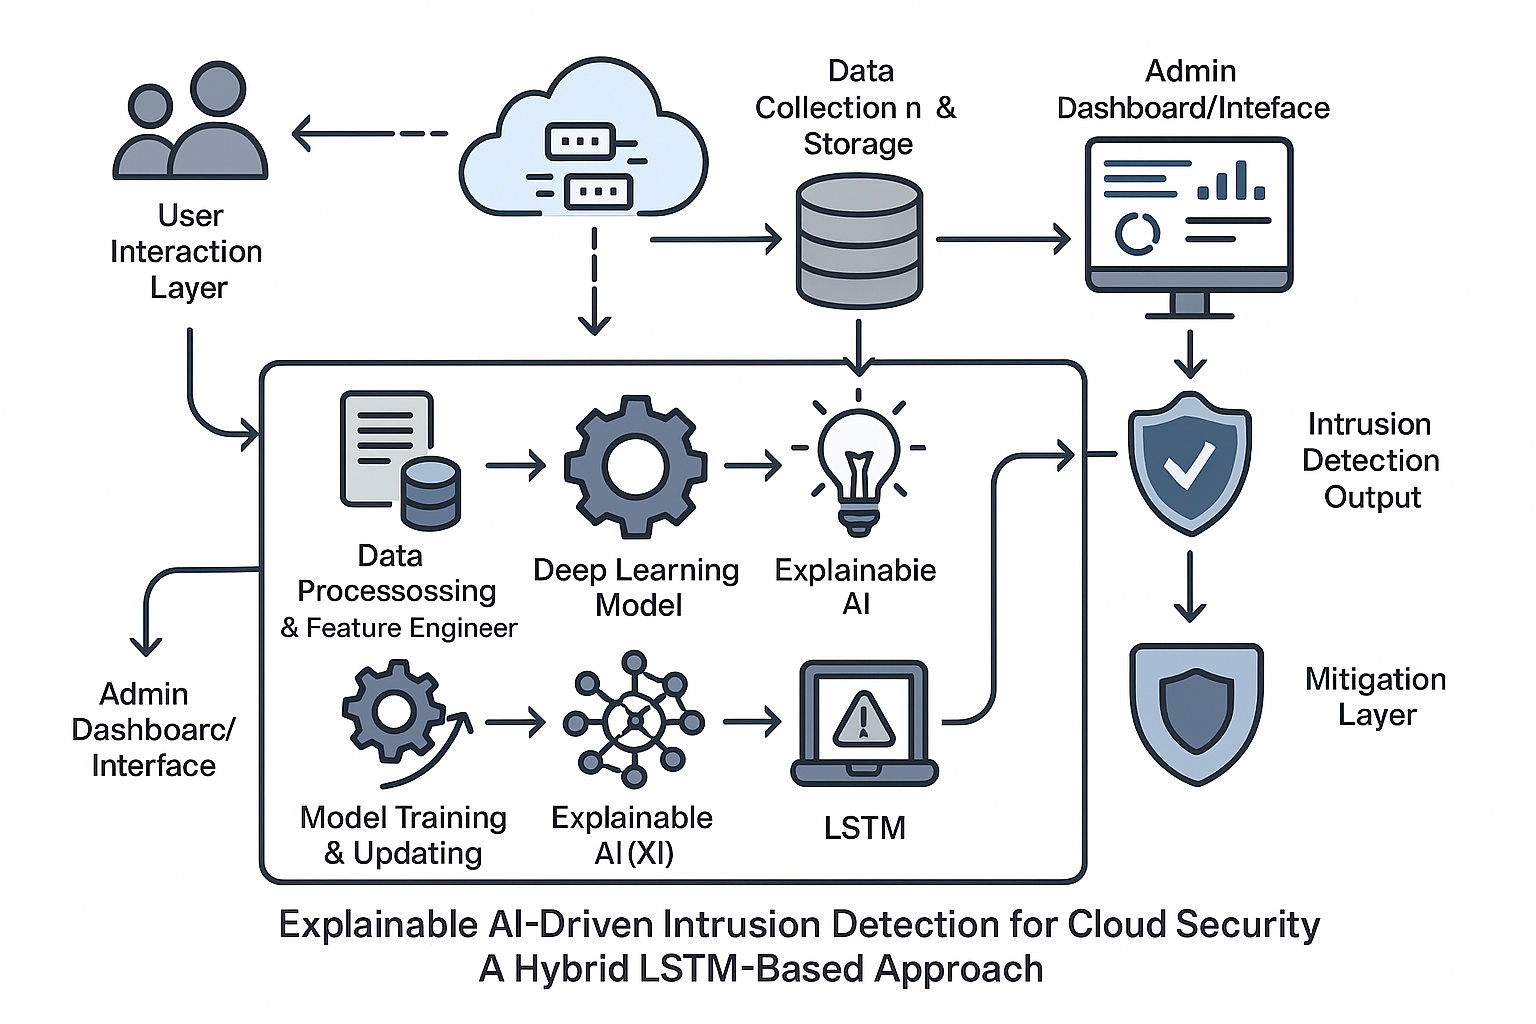 User
Interaction
Layer
Data
Collection n &
Storage
Admin
Dashboard/Inteface
Data
Processossing
& Feature Engineer
Deep Learning
Model
Explainabie
AI
Intrusion
Detection
Output
Admin
Dashboarc/
Interface
Model Training
& Updating
Explainable
AI(XI)
LSTM
Mitigation
Layer
Explainable AI-Driven Intrusion Detection for Cloud Security
A Hybrid LSTM-Based Approach